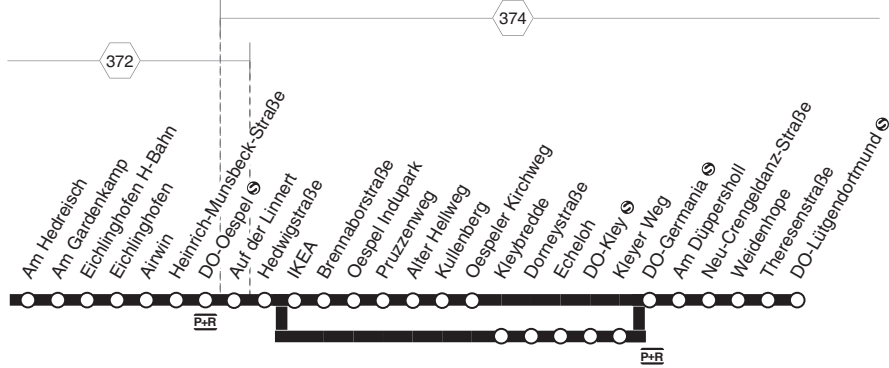 374
372
Am Hedreisch
Am Gardenkamp
Eichlinghofen H-Bahn
Eichlinghofen
Airwin
Heinrich-Munsbeck-Straße
DO-Oespel S
Auf der Linnert
Hedwigstraße
IKEA
Brennaborstraße
Oespel Indupark
Pruzzenweg
Alter Hellweg
Kullenberg
Oespeler Kirchweg
Kleybredde
Dorneystraße
Echeloh
DO-Kley S
Kleyer Weg
DO-Germania S
Am Düppersholl
Neu-Crengeldanz-Straße
Weidenhope
Theresenstraße
DO-Lütgendortmund S
P+R
P+R